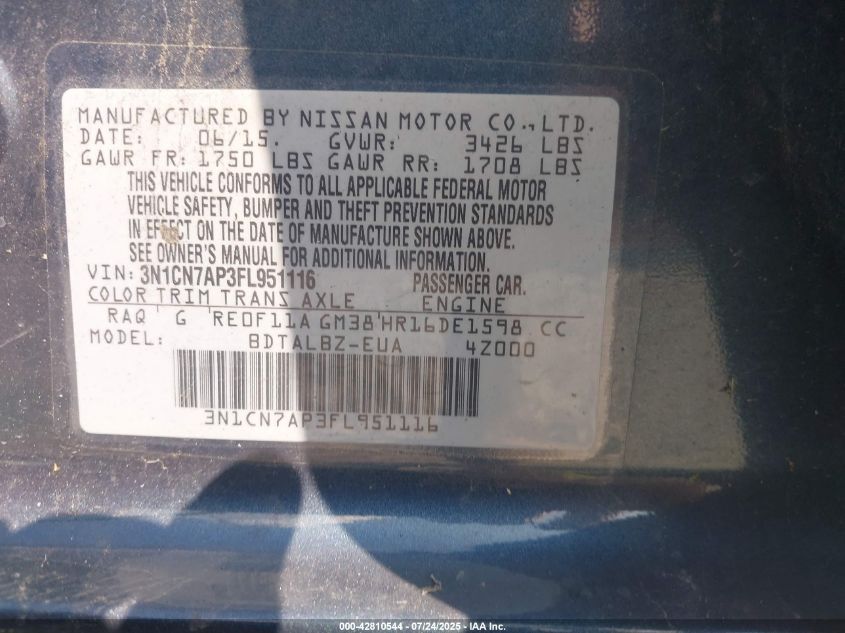 MANUFACTURED BY NISSAN MOTOR CO., LTD.
DATE: 06/15. GVWR: 3426 LBS
GAWR FR: 1750 LBS GAWR RR: 1708 LBS
THIS VEHICLE CONFORMS TO ALL APPLICABLE FEDERAL MOTOR
VEHICLE SAFETY, BUMPER AND THEFT PREVENTION STANDARDS
IN EFFECT ON THE DATE OF MANUFACTURE SHOWN ABOVE.
SEE OWNER'S MANUAL FOR ADDITIONAL INFORMATION.
VIN: 3N1CN7AP3FL951116 PASSENGER CAR.
COLOR TRIM TRANS AXLE ENGINE
RAQ G RE0F11A GM38 HR16DE1598 CC
MODEL: BDTALBZ-EUA 4Z000
3N1CN7AP3FL951116
000-42810544 - 07/24/2025 - IAA Inc.